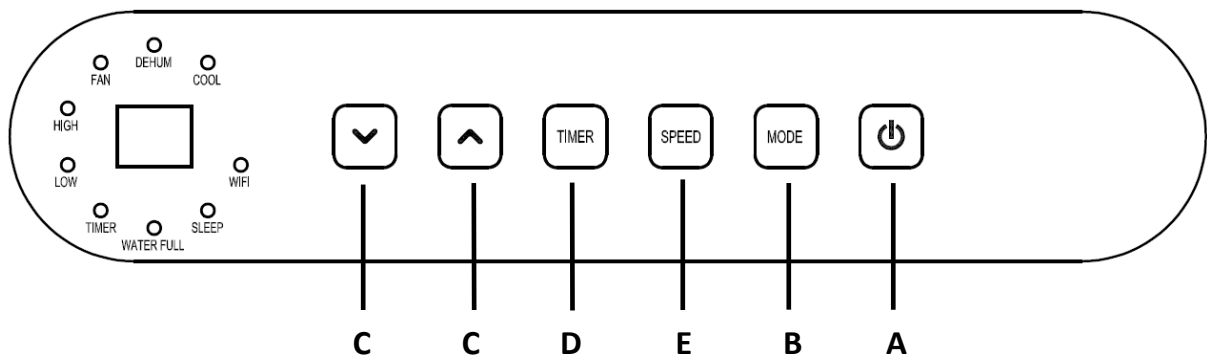 DEHUM
FAN
COOL
HIGH
LOW
WIFI
TIMER
SLEEP
WATER FULL
TIMER
SPEED
MODE
C
C
D
E
B
A